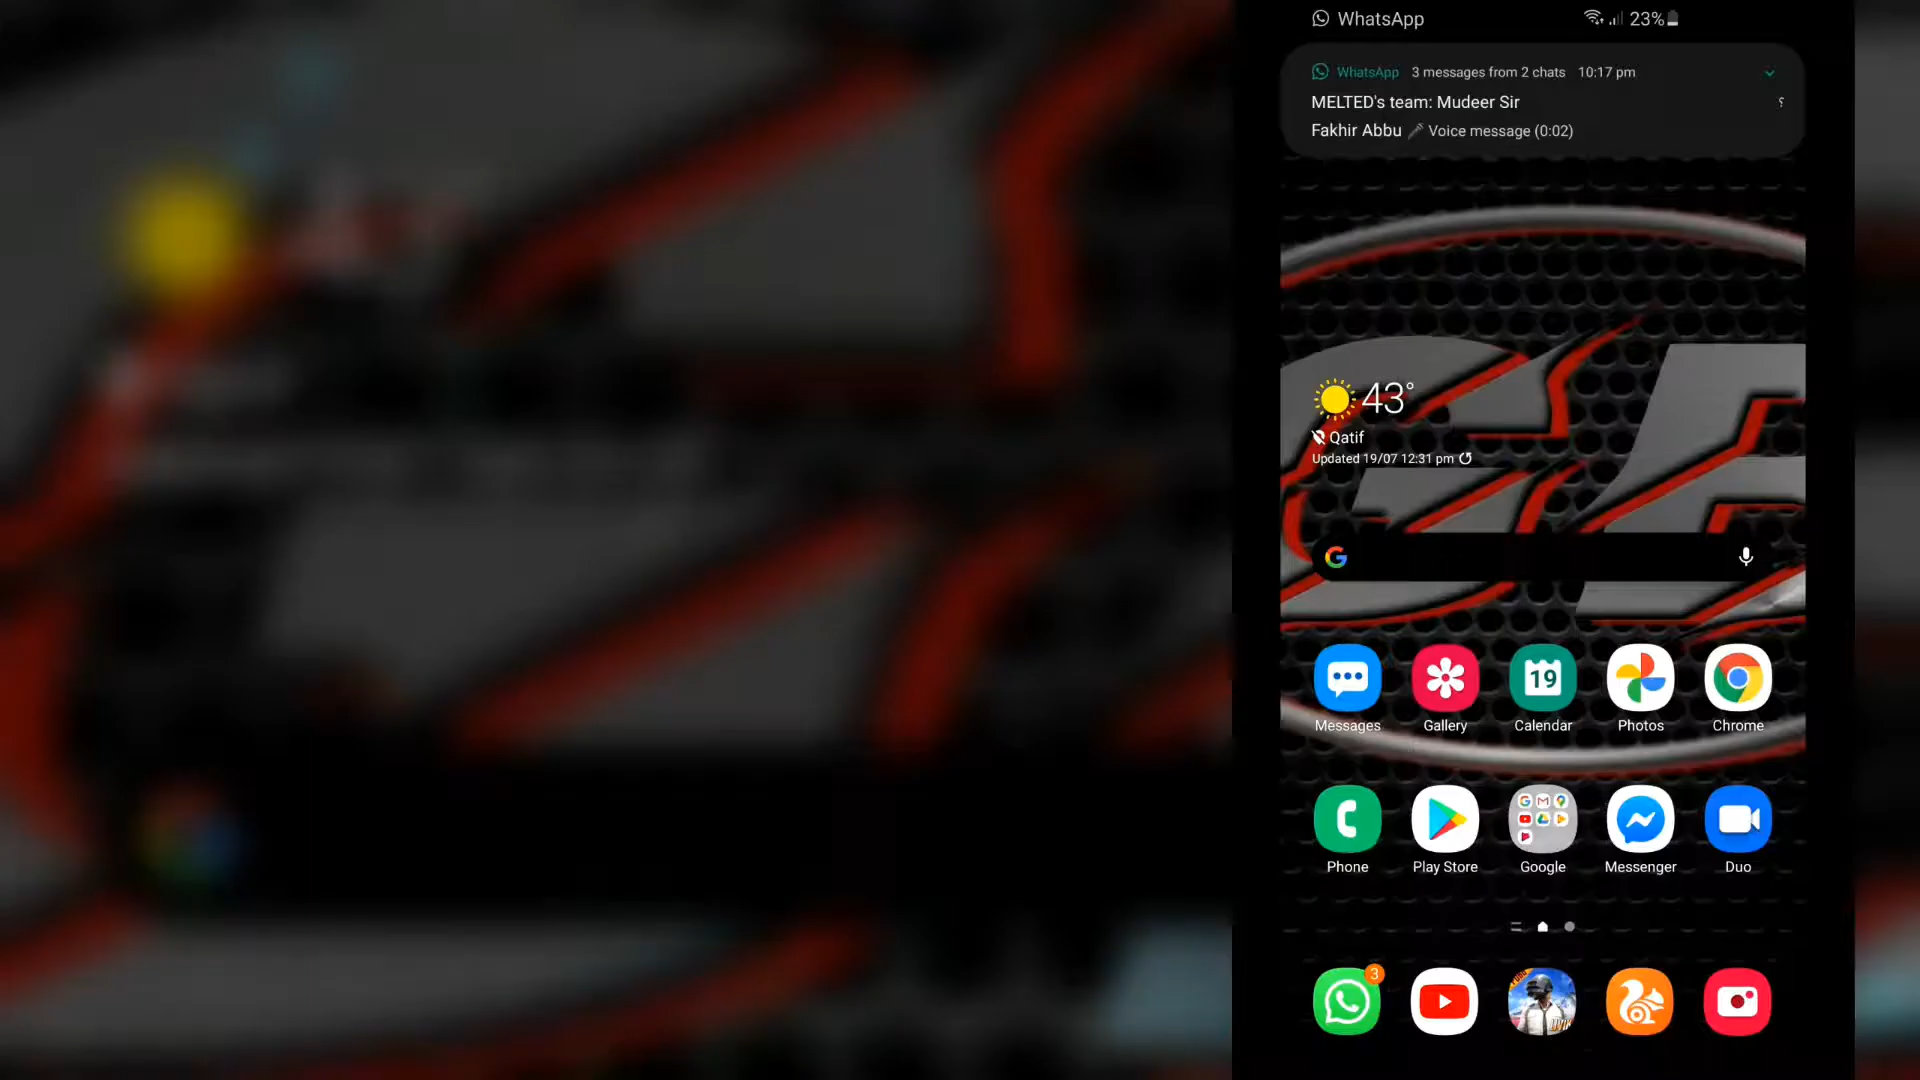 WhatsApp 23%
WhatsApp 3 messages from 2 chats 10:17 pm
MELTED's team: Mudeer Sir ؟
Fakhir Abbu Voice message (0:02)
43°
Qatif
Updated 19/07 12:31 pm
19
Messages Gallery Calendar Photos Chrome
Phone Play Store Google Messenger Duo
3